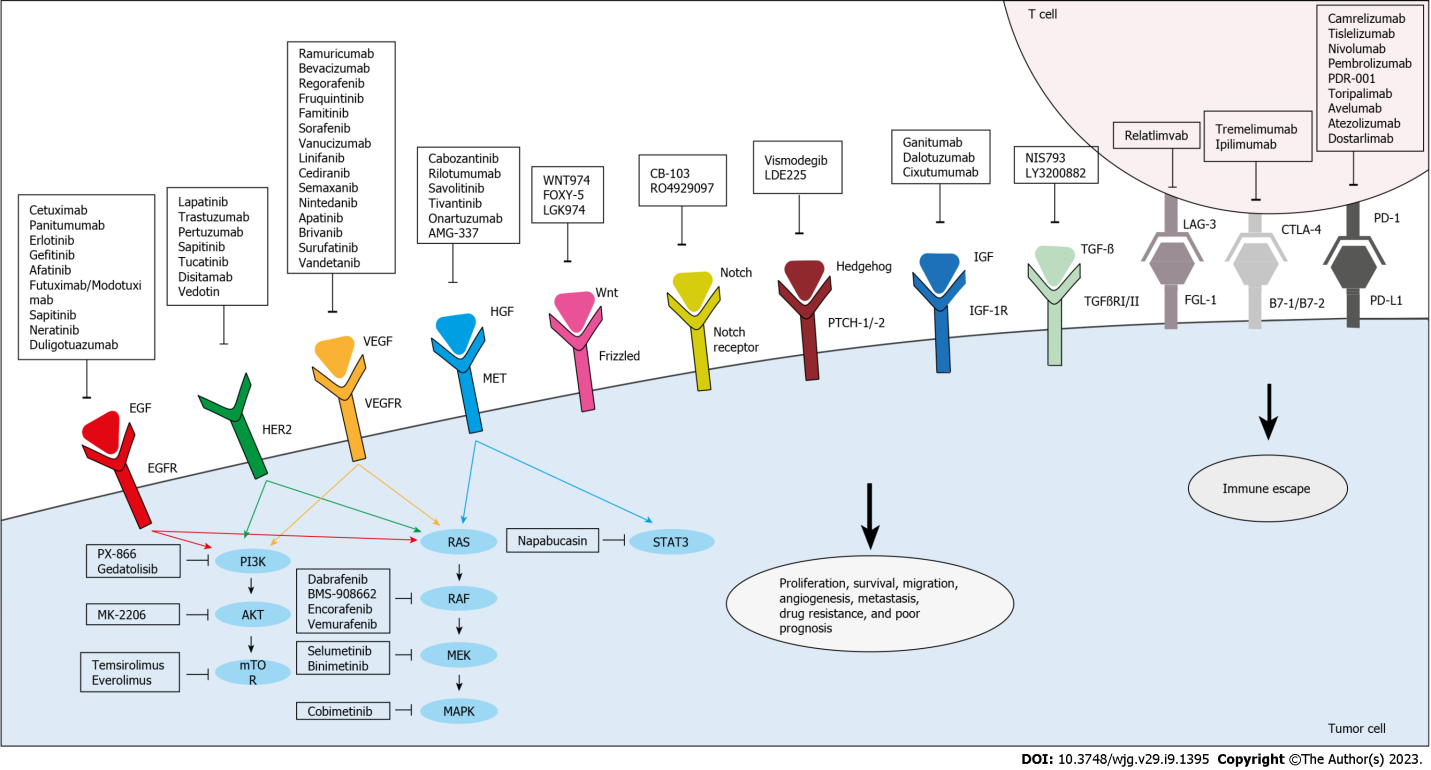 T cell
Camrelizumab
Tislelizumab
Nivolumab
Pembrolizumab
PDR-001
Toripalimab
Avelumab
Atezolizumab
Dostarlimab
Tremelimumab
Ipilimumab
Relatlimvab
NIS793
LY3200882
Ganitumab
Dalotuzumab
Cixutumumab
Vismodegib
LDE225
CB-103
RO4929097
WNT974
FOXY-5
LGK974
Cabozantinib
Rilotumumab
Savolitinib
Tivantinib
Onartuzumab
AMG-337
Ramuricumab
Bevacizumab
Regorafenib
Fruquintinib
Famitinib
Sorafenib
Vanucizumab
Linifanib
Cediranib
Semaxanib
Nintedanib
Apatinib
Brivanib
Surufatinib
Vandetanib
Lapatinib
Trastuzumab
Pertuzumab
Sapitinib
Tucatinib
Disitamab
Vedotin
Cetuximab
Panitumumab
Erlotinib
Gefitinib
Afatinib
Futuximab/Modotuxi
mab
Sapitinib
Neratinib
Duligotuazumab
EGF
EGFR
HER2
VEGF
VEGFR
HGF
MET
Wnt
Frizzled
Notch
Notch
receptor
Hedgehog
PTCH-1/-2
IGF
IGF-1R
TGF-ß
TGFßRI/II
LAG-3
FGL-1
CTLA-4
B7-1/B7-2
PD-1
PD-L1
PX-866
Gedatolisib
PI3K
MK-2206
AKT
Temsirolimus
Everolimus
mTO
R
RAS
Dabrafenib
BMS-908662
Encorafenib
Vemurafenib
RAF
Selumetinib
Binimetinib
MEK
Cobimetinib
MAPK
Napabucasin
STAT3
Proliferation, survival, migration,
angiogenesis, metastasis,
drug resistance, and poor
prognosis
Immune escape
Tumor cell
DOI: 10.3748/wjg.v29.i9.1395 Copyright ©The Author(s) 2023.